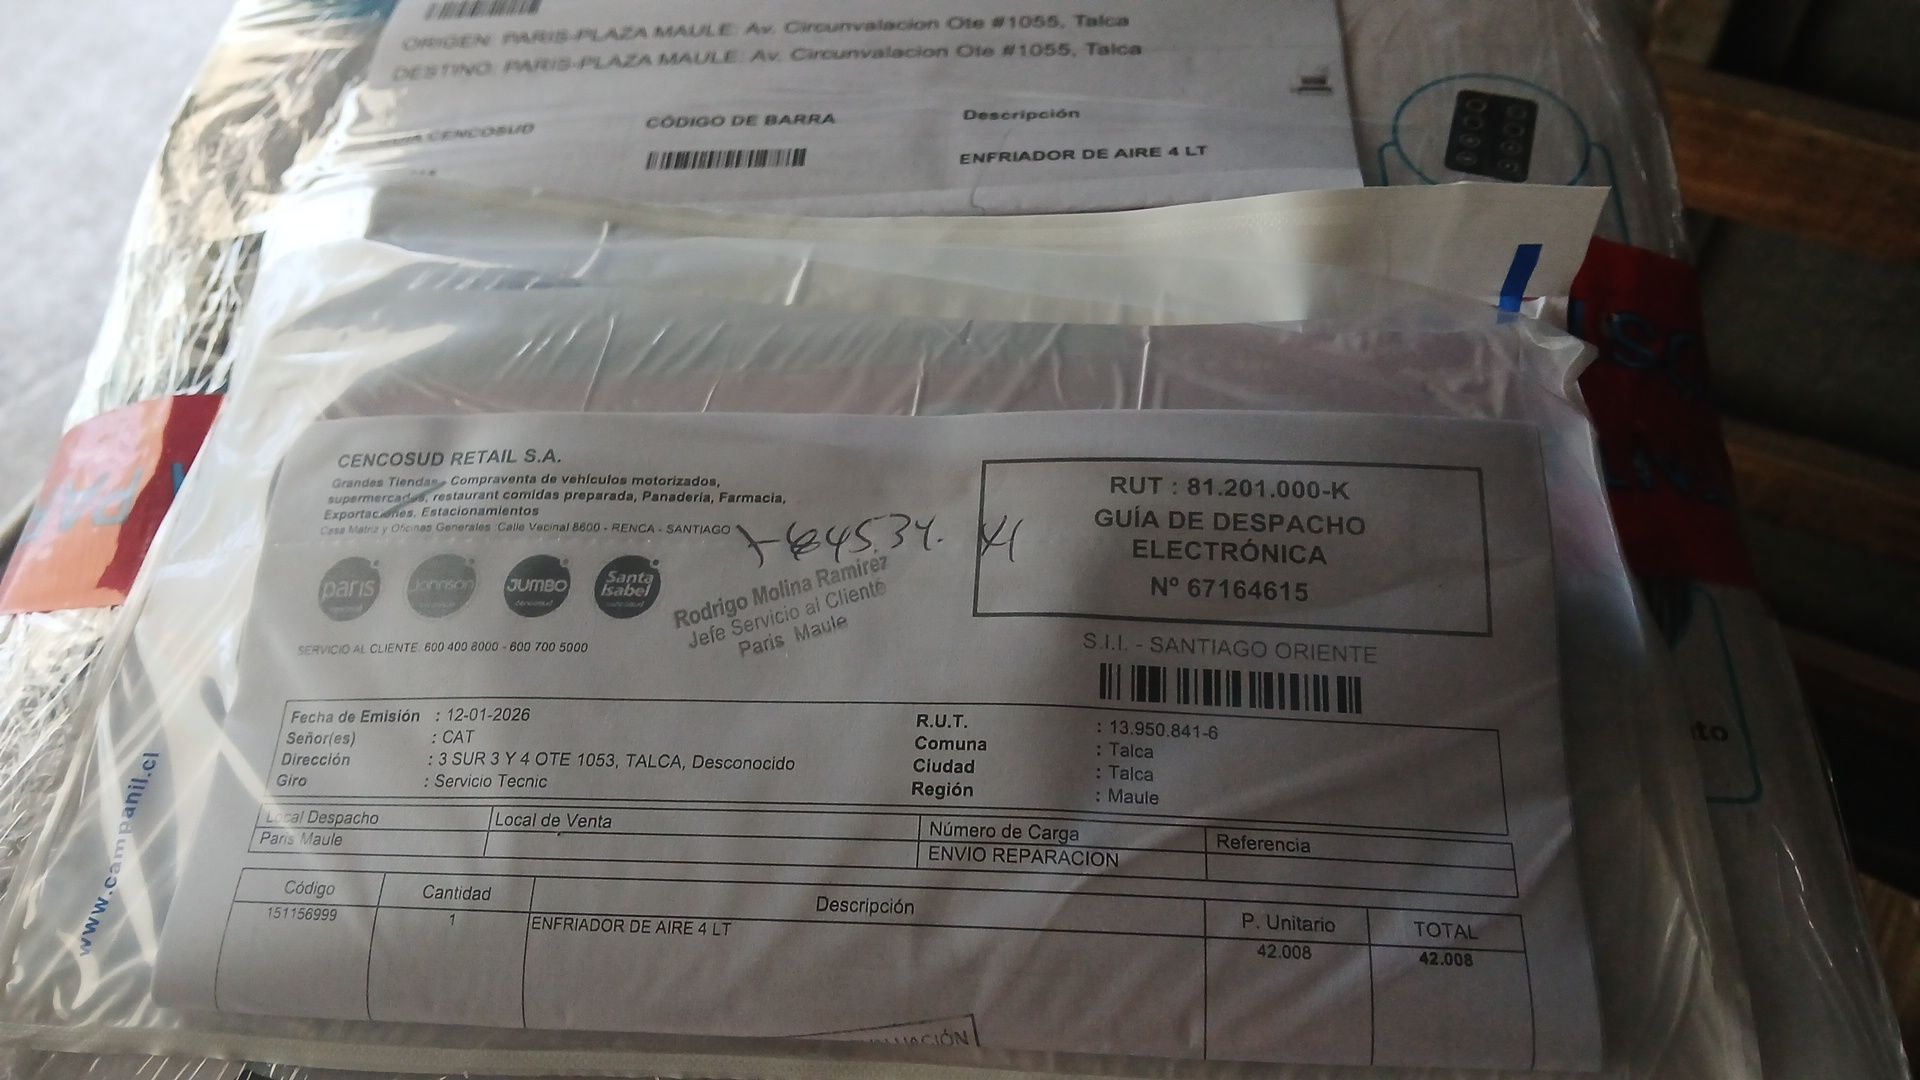 ORIGEN: PARIS-PLAZA MAULE: Av. Circunvalacion Ote #1055, Talca
DESTINO: PARIS-PLAZA MAULE: Av. Circunvalacion Ote #1055, Talca
CENCOSUD CÓDIGO DE BARRA Descripción
ENFRIADOR DE AIRE 4 LT
CENCOSUD RETAIL S.A.
Grandes Tiendas - Compraventa de vehículos motorizados,
supermercados, restaurant comidas preparada, Panadería, Farmacia,
Exportaciones, Estacionamientos
Casa Matriz y Oficinas Generales Calle Vecinal 8600 - RENCA - SANTIAGO
paris
Johnson
JUMBO
cencosud
Santa
Isabel
Rodrigo Molina Ramirez
Jefe Servicio al Cliente
Paris Maule
SERVICIO AL CLIENTE. 600 400 8000 - 600 700 5000
RUT : 81.201.000-K
GUÍA DE DESPACHO
ELECTRÓNICA
Nº 67164615
S.I.I. - SANTIAGO ORIENTE
Fecha de Emisión : 12-01-2026 R.U.T. : 13.950.841-6
Señor(es) : CAT Comuna : Talca
Dirección : 3 SUR 3 Y 4 OTE 1053, TALCA, Desconocido Ciudad : Talca
Giro : Servicio Tecnic Región : Maule
Local Despacho Local de Venta Número de Carga Referencia
Paris Maule ENVIO REPARACION
Código Cantidad Descripción P. Unitario TOTAL
151156999 1 ENFRIADOR DE AIRE 4 LT 42.008 42.008
www.campanil.cl